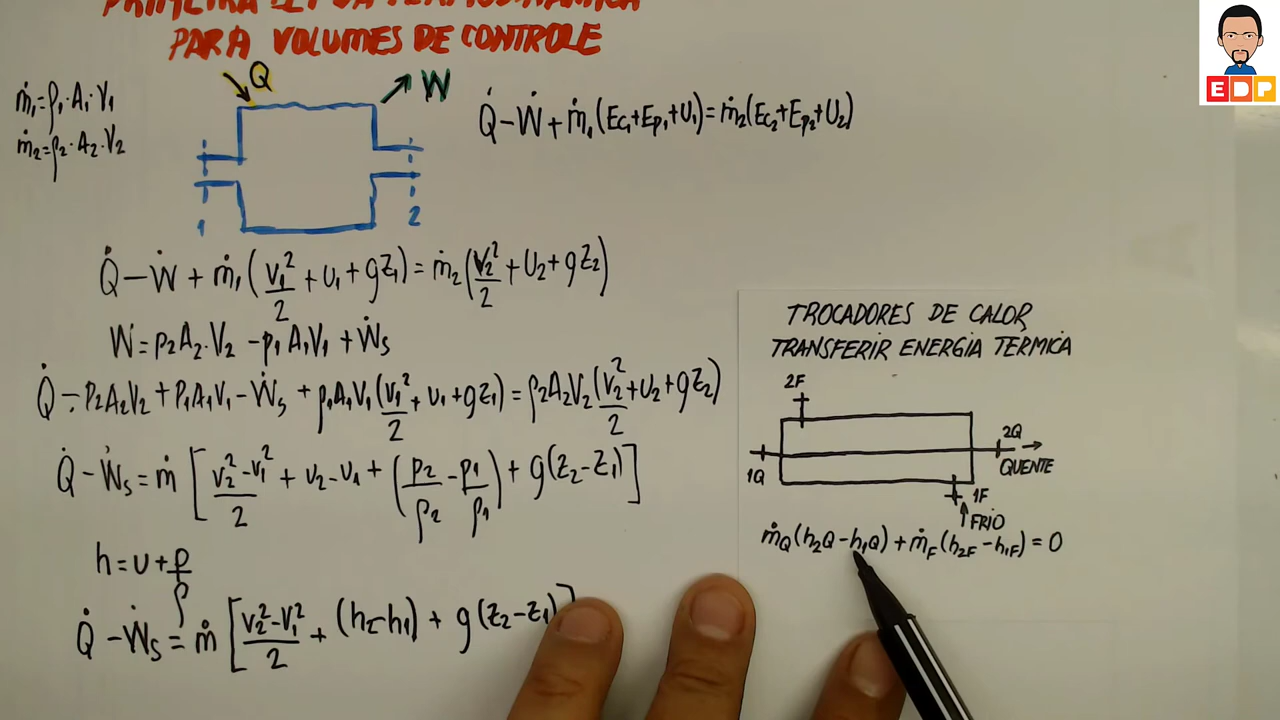 PRIMEIRA LEI DA TERMODINÂMICA
PARA VOLUMES DE CONTROLE
EDP
ṁ₁=ρ₁·A₁·V₁
ṁ₂=ρ₂·A₂·V₂
Q
W
1
2
Q̇-Ẇ+ṁ₁(Ec₁+Ep₁+U₁)=ṁ₂(Ec₂+Ep₂+U₂)
Q̇-Ẇ+ṁ₁(V₁²/2+U₁+gZ₁)=ṁ₂(V₂²/2+U₂+gZ₂)
Ẇ=p₂A₂·V₂-p₁A₁V₁+Ẇs
Q̇-P₂A₂V₂+P₁A₁V₁-Ẇs+ρ₁A₁V₁(V₁²/2+U₁+gZ₁)=ρ₂A₂V₂(V₂²/2+U₂+gZ₂)
Q̇-Ẇs=ṁ[V₂²-V₁²/2+U₂-U₁+(p₂/ρ₂-p₁/ρ₁)+g(Z₂-Z₁)]
h=u+p/ρ
Q̇-Ẇs=ṁ[V₂²-V₁²/2+(h₂-h₁)+g(Z₂-Z₁)]
TROCADORES DE CALOR
TRANSFERIR ENERGIA TERMICA
2F
2Q
1Q
QUENTE
1F
FRIO
ṁQ(h₂Q-h₁Q)+ṁF(h₂F-h₁F)=0